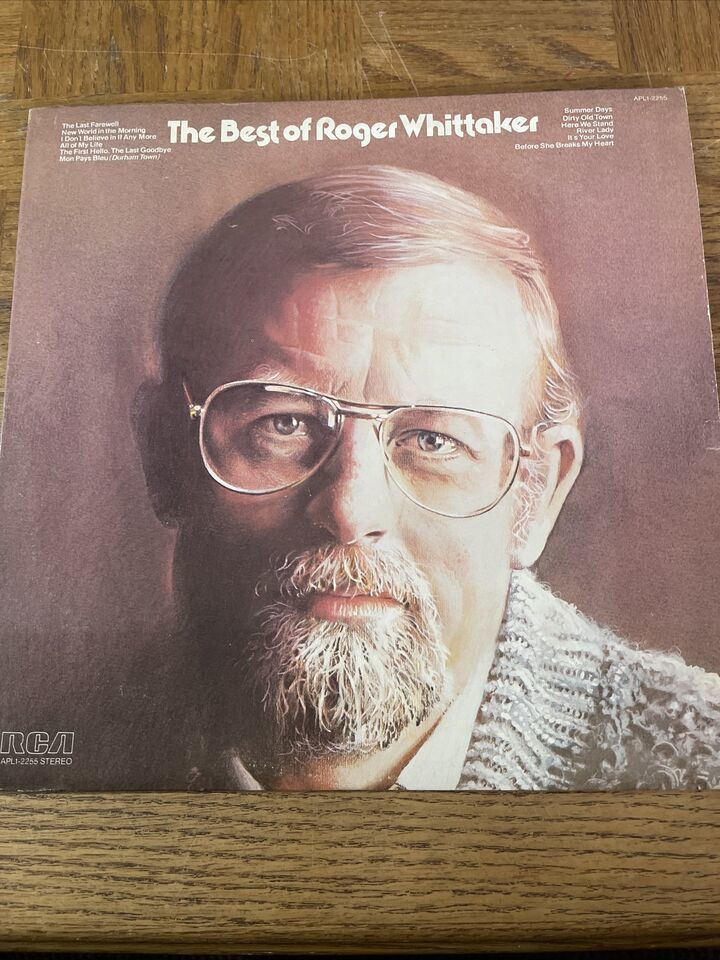 APL1-2255
The Best of Roger Whittaker
The Last Farewell
New World in the Morning
I Don't Believe in If Any More
All of My Life
The First Hello, The Last Goodbye
Mon Pays Bleu (Durham Town)
Summer Days
Dirty Old Town
Here We Stand
River Lady
It's Your Love
Before She Breaks My Heart
RCA
APL1-2255 STEREO